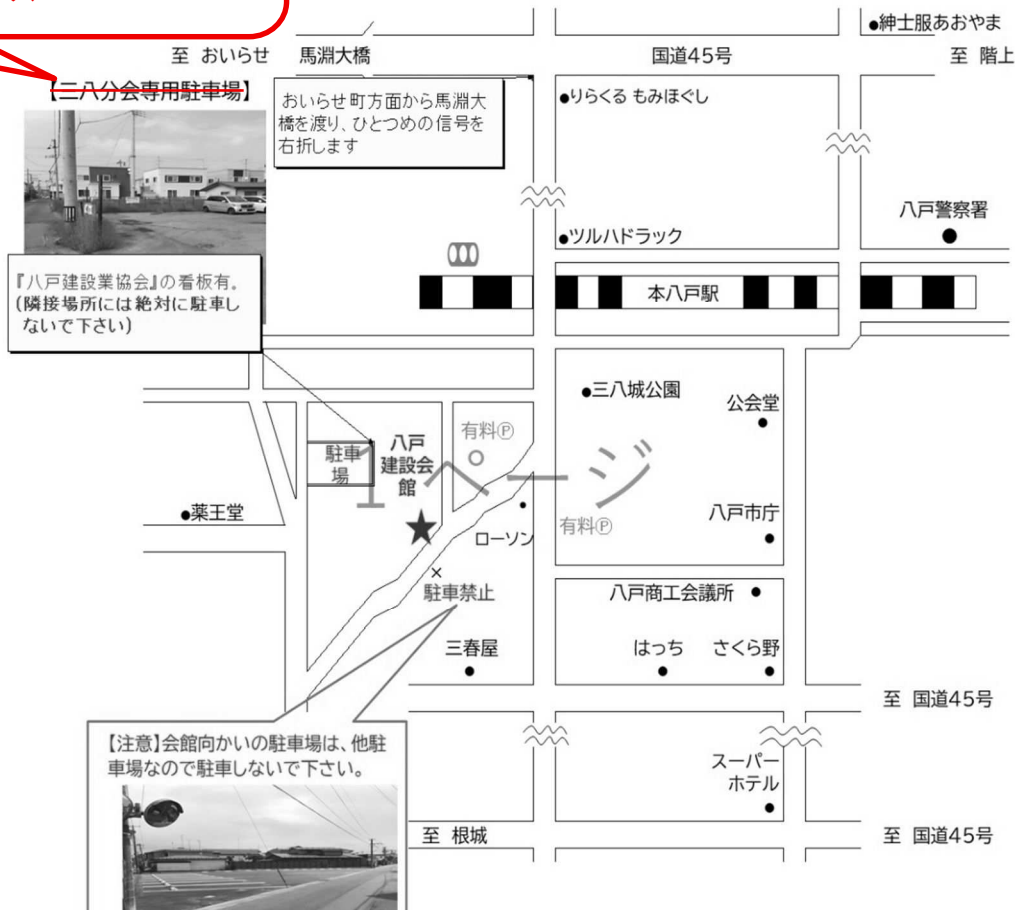 ●紳士服あおやま
至 おいらせ
馬淵大橋
国道45号
至 階上
【三八分会専用駐車場】
おいらせ町方面から馬淵大
橋を渡り、ひとつめの信号を
右折します
●りらくる もみほぐし
八戸警察署
●ツルハドラック
『八戸建設業協会』の看板有。
(隣接場所には絶対に駐車し
ないで下さい)
本八戸駅
●三八城公園
公会堂
駐車
場
八戸
建設会
館
有料Ⓟ
1 ページ
●薬王堂
ローソン
有料Ⓟ
八戸市庁
×
駐車禁止
八戸商工会議所
三春屋
はっち
さくら野
至 国道45号
【注意】会館向かいの駐車場は、他駐
車場なので駐車しないで下さい。
スーパー
ホテル
至 根城
至 国道45号